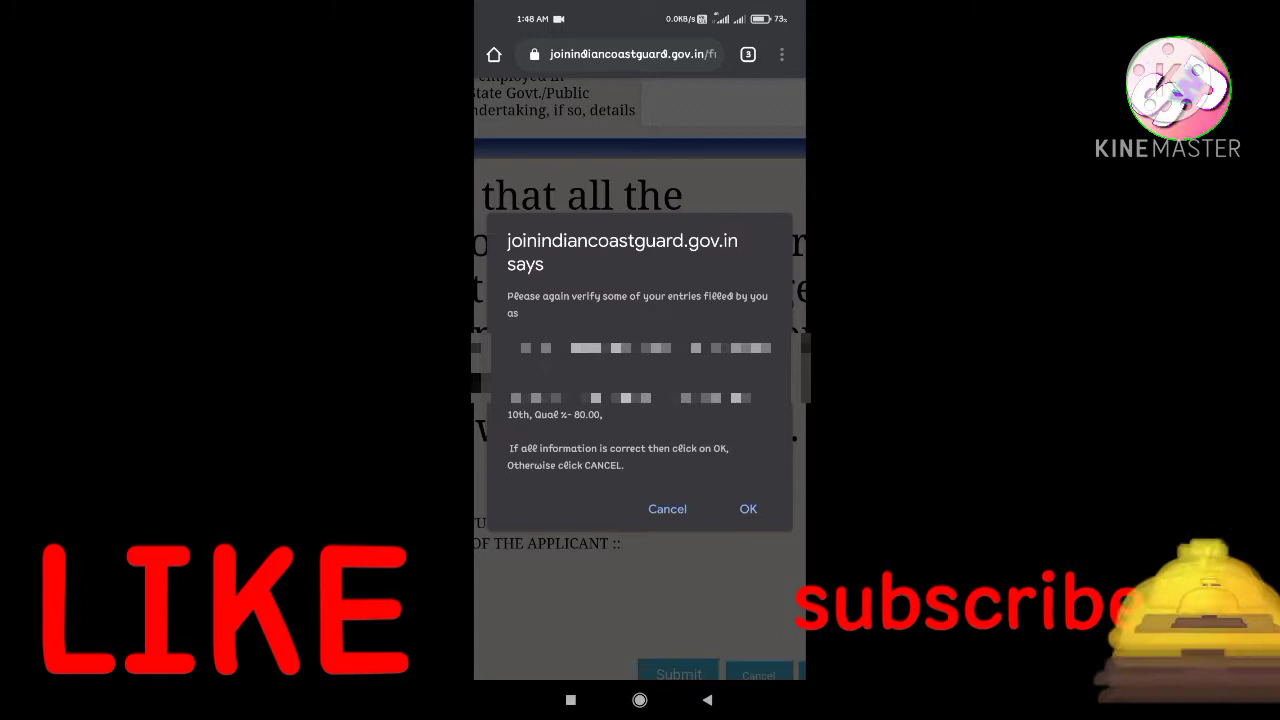 1:48 AM
0.0KB/s
73%
joinindiancoastguard.gov.in/f
3
employed in
State Govt./Public
ndertaking, if so, details
that all the
joinindiancoastguard.gov.in
says
Please again verify some of your entries filled by you
as
10th, Qual %- 80.00,
If all information is correct then click on OK,
Otherwise click CANCEL.
Cancel
OK
OF THE APPLICANT ::
Submit
Cancel
KINEMASTER
LIKE
subscribe